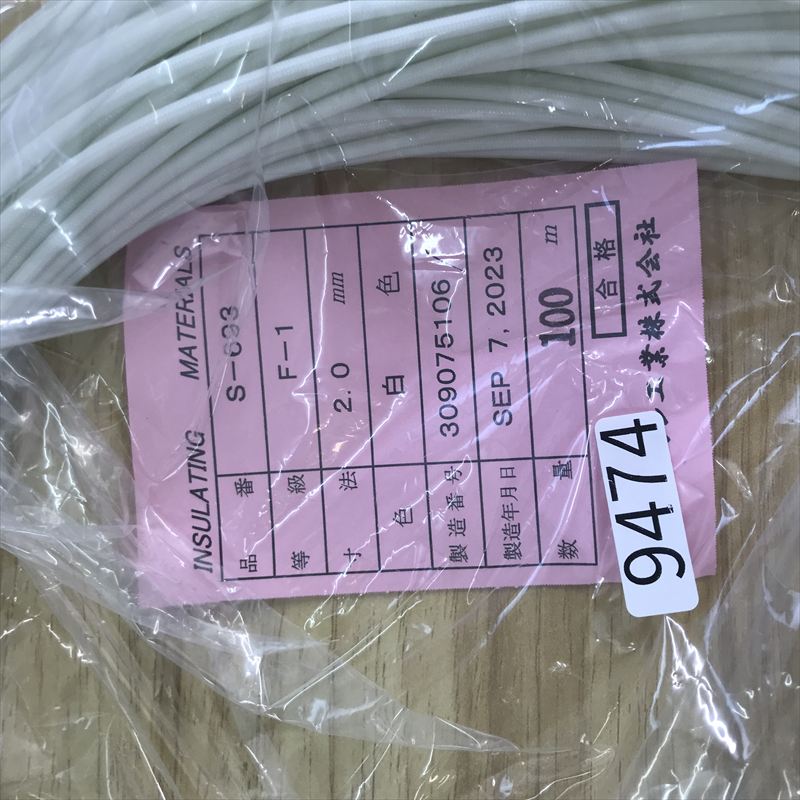 INSULATING MATERIALS
品番 S-693
等級 F-1
寸法 2.0 mm
色 白色
製造番号 309075106
製造年月日 SEP 7, 2023
数量 100 m
合格
工業株式会社
9474